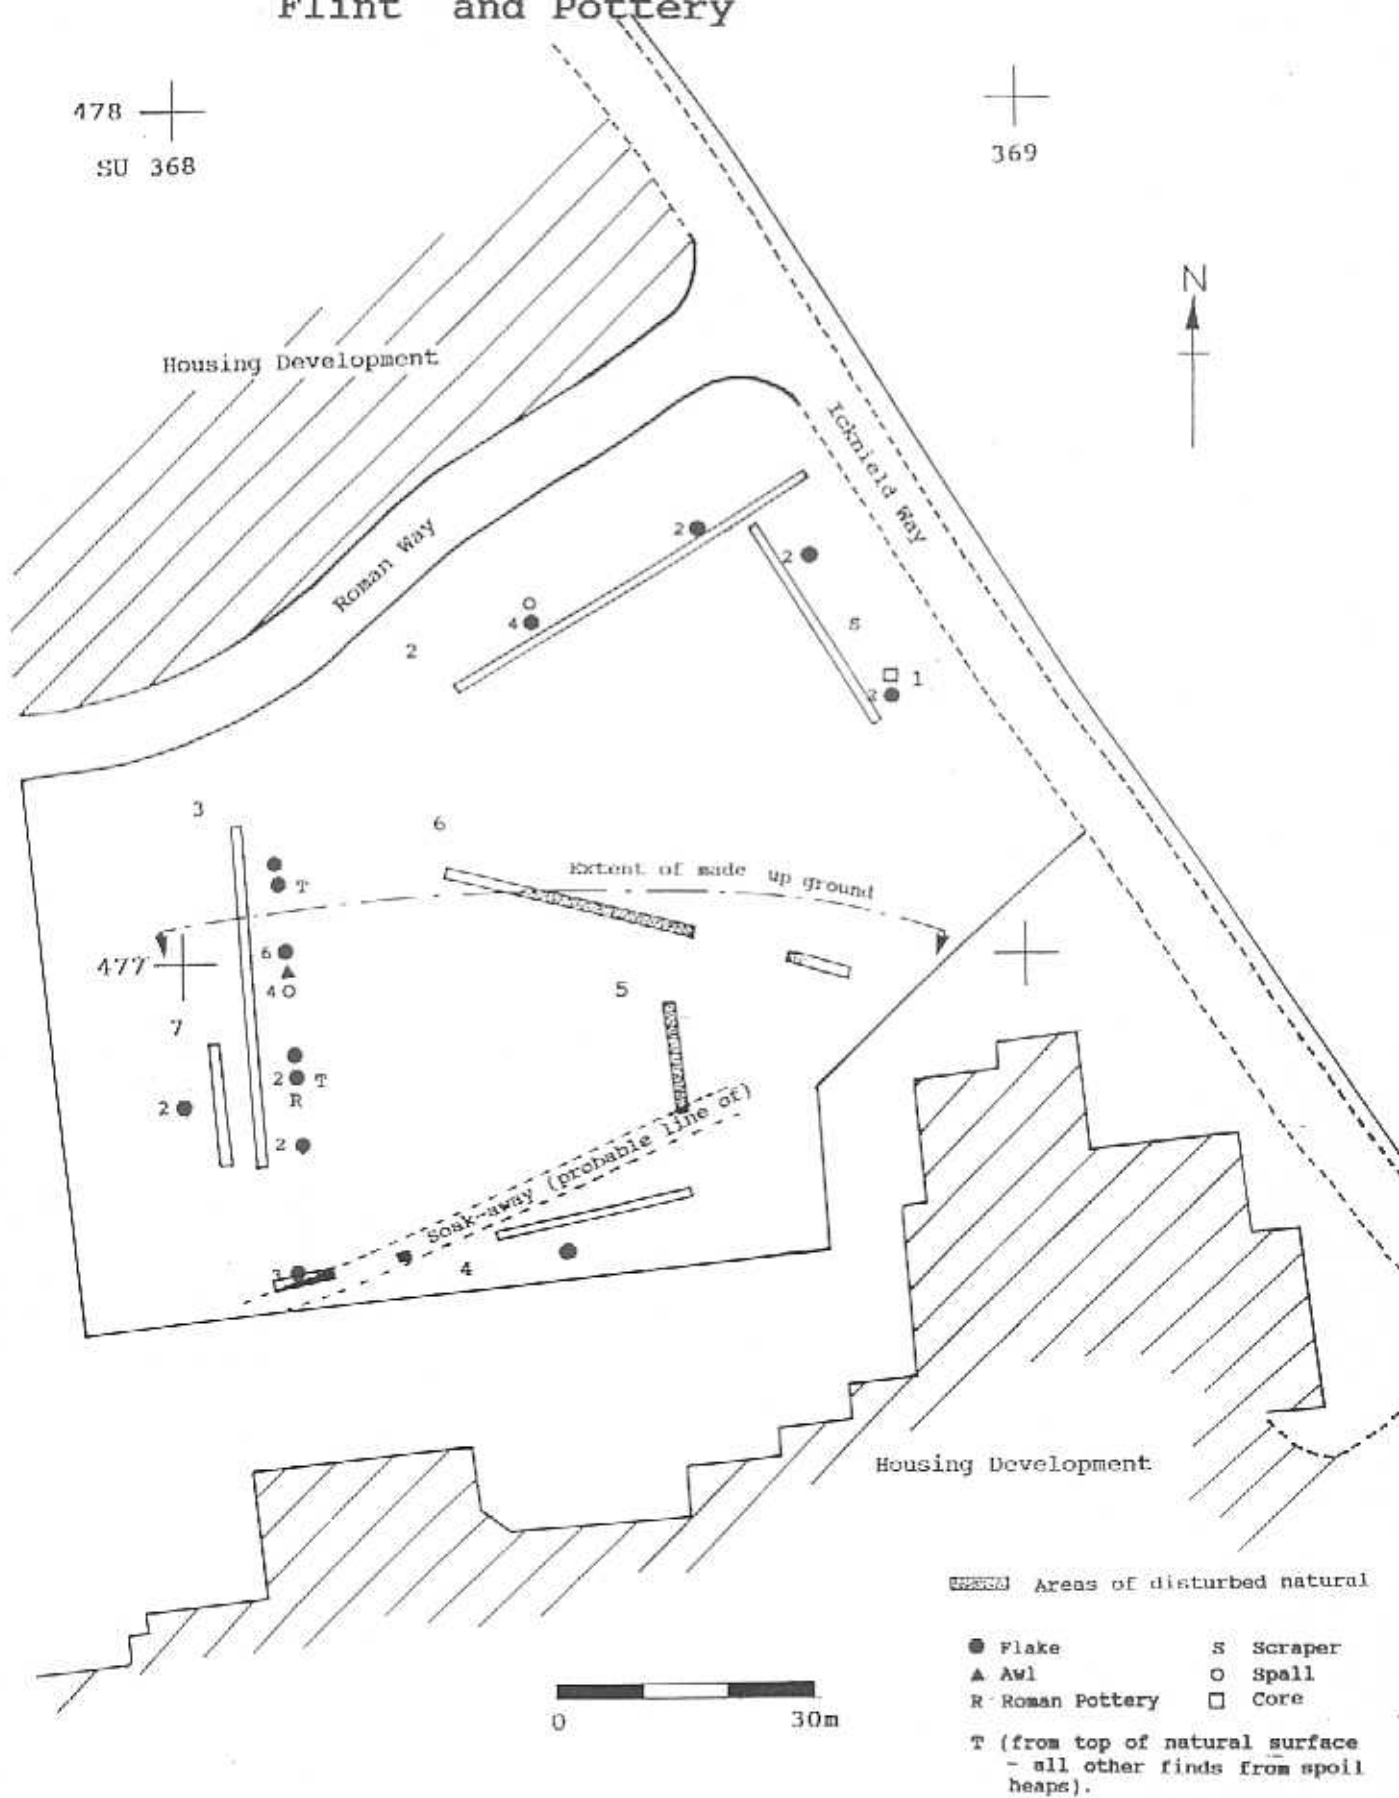 Flint and Pottery
478
SU 368
369
N
Housing Development
Icknield Way
Roman Way
2
2
4
S
2
1
2
2
3
6
Extent of made up ground
T
477
6
4
5
7
2
T
R
2
2
Soak-away (probable line of)
3
4
Housing Development
Areas of disturbed natural
Flake
S Scraper
Awl
Spall
R Roman Pottery
Core
T (from top of natural surface
- all other finds from spoil
heaps).
0
30m